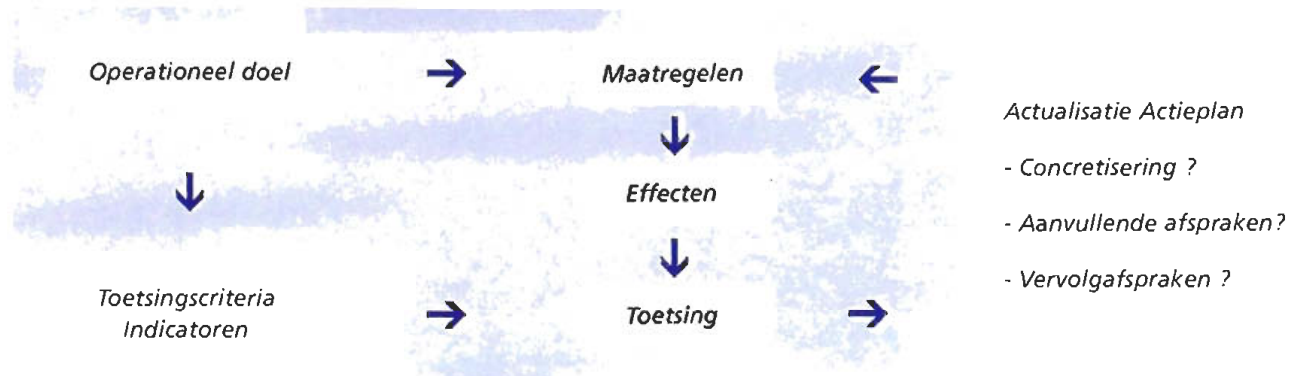 Operationeel doel
Maatregelen
Effecten
Toetsingscriteria
Indicatoren
Toetsing
Actualisatie Actieplan
- Concretisering ?
- Aanvullende afspraken?
- Vervolgafspraken ?